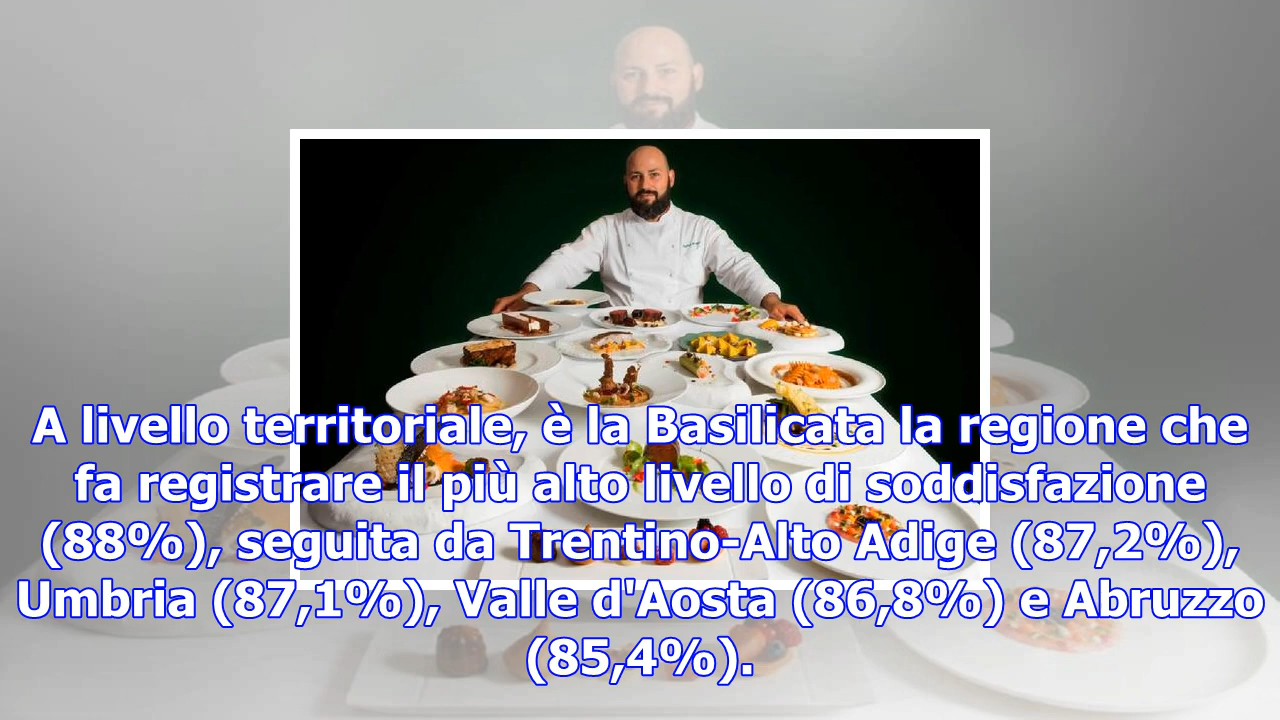 A livello territoriale, è la Basilicata la regione che
fa registrare il più alto livello di soddisfazione
(88%), seguita da Trentino-Alto Adige (87,2%),
Umbria (87,1%), Valle d'Aosta (86,8%) e Abruzzo
(85,4%).